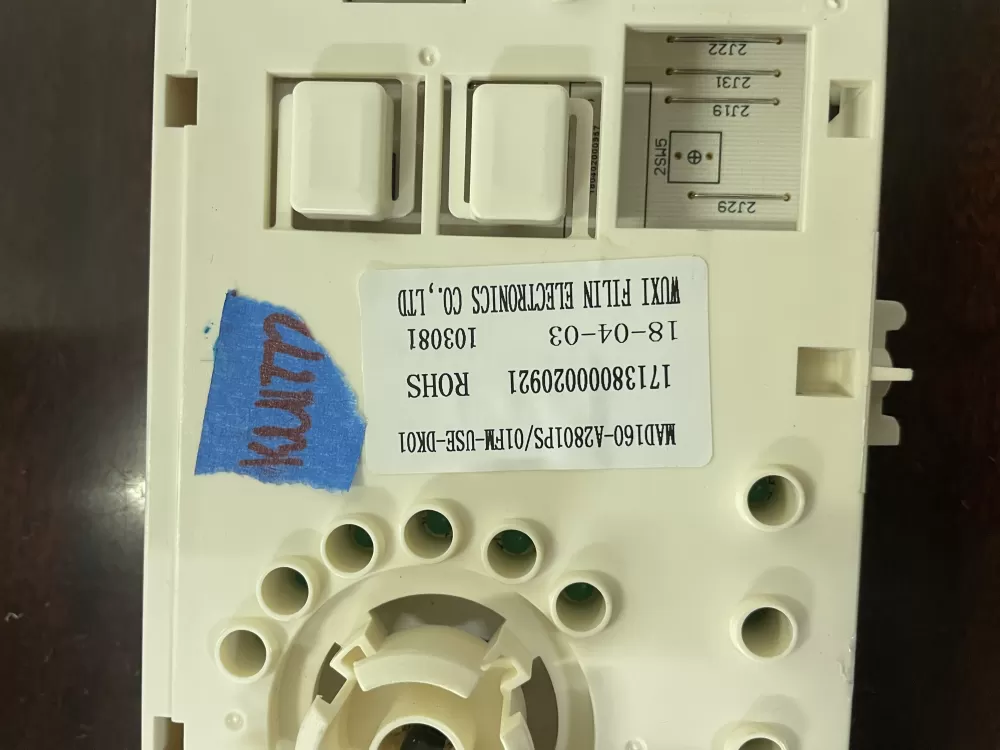 MAD160-A2801PS/01FM-USE-DK01
17138000020921 ROHS
18-04-03 103081
WUXI FILIN ELECTRONICS CO.,LTD
2J29
2SW5
2J19
2J31
2J22